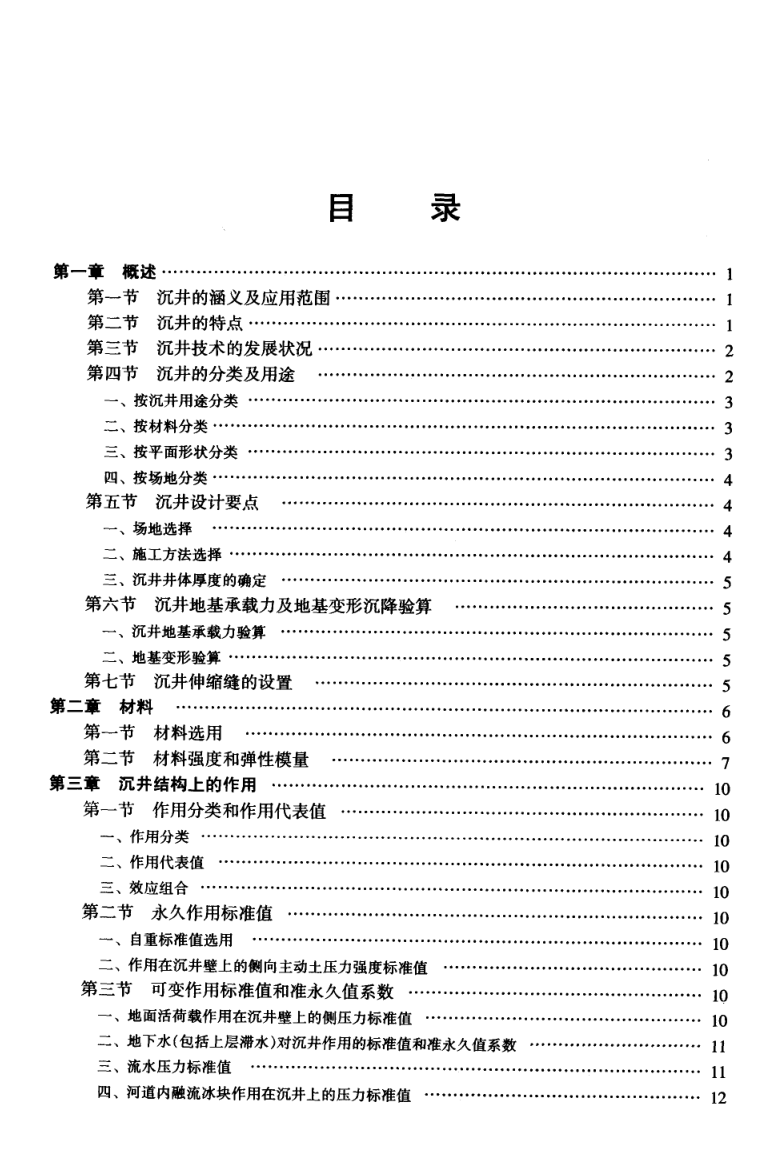 目 录
第一章 概述 …… 1
第一节 沉井的涵义及应用范围 …… 1
第二节 沉井的特点 …… 1
第三节 沉井技术的发展状况 …… 2
第四节 沉井的分类及用途 …… 2
一、按沉井用途分类 …… 3
二、按材料分类 …… 3
三、按平面形状分类 …… 3
四、按场地分类 …… 4
第五节 沉井设计要点 …… 4
一、场地选择 …… 4
二、施工方法选择 …… 4
三、沉井井体厚度的确定 …… 5
第六节 沉井地基承载力及地基变形沉降验算 …… 5
一、沉井地基承载力验算 …… 5
二、地基变形验算 …… 5
第七节 沉井伸缩缝的设置 …… 5
第二章 材料 …… 6
第一节 材料选用 …… 6
第二节 材料强度和弹性模量 …… 7
第三章 沉井结构上的作用 …… 10
第一节 作用分类和作用代表值 …… 10
一、作用分类 …… 10
二、作用代表值 …… 10
三、效应组合 …… 10
第二节 永久作用标准值 …… 10
一、自重标准值选用 …… 10
二、作用在沉井壁上的侧向主动土压力强度标准值 …… 10
第三节 可变作用标准值和准永久值系数 …… 10
一、地面活荷载作用在沉井壁上的侧压力标准值 …… 10
二、地下水(包括上层滞水)对沉井作用的标准值和准永久值系数 …… 11
三、流水压力标准值 …… 11
四、河道内融流冰块作用在沉井上的压力标准值 …… 12